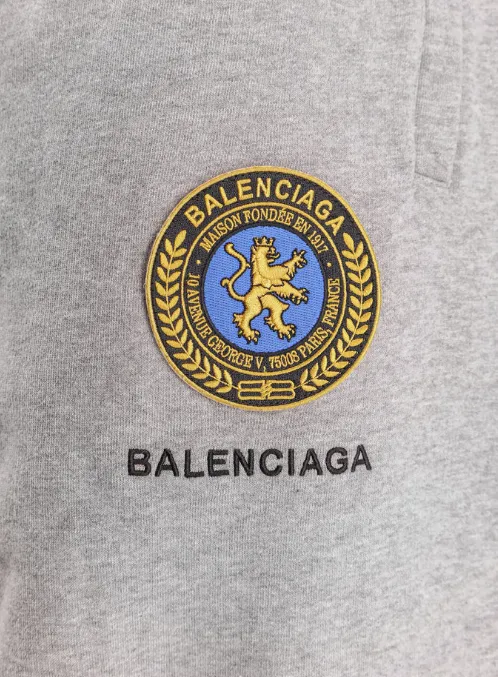 BALENCIAGA
MAISON FONDÉE EN 1917
10 AVENUE GEORGE V, 75008 PARIS, FRANCE
BALENCIAGA